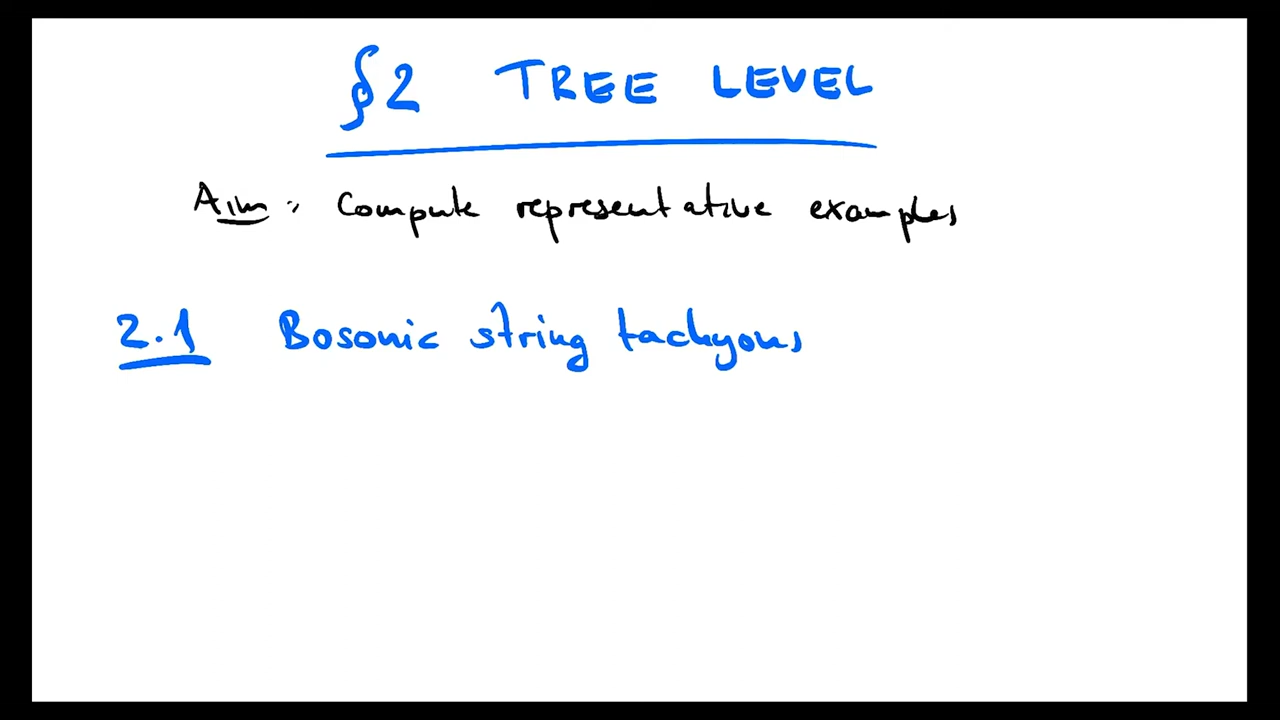 §2 TREE LEVEL
Aim: Compute representative examples
2.1 Bosonic string tachyons